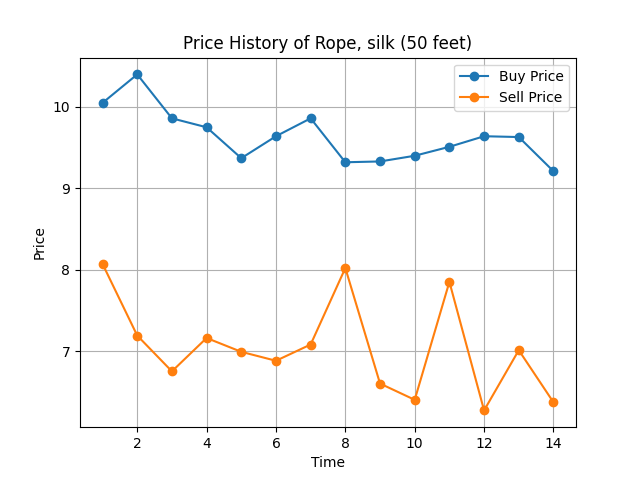 Price History of Rope, silk (50 feet)
Buy Price
Sell Price
10
9
8
7
Price
2 4 6 8 10 12 14
Time